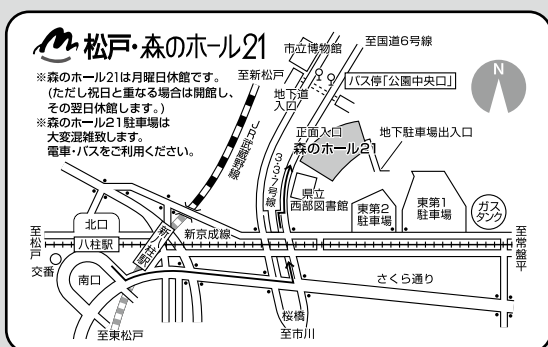 松戸・森のホール21
※森のホール21は月曜日休館です。
(ただし祝日と重なる場合は開館し、
その翌日休館します。)
※森のホール21駐車場は
大変混雑致します。
電車・バスをご利用ください。
市立博物館
至国道6号線
至新松戸
地下道
入口
バス停「公園中央口」
N
正面入口
地下駐車場出入口
森のホール21
JR武蔵野線
3・3・7号線
県立
西部図書館
東第2
駐車場
東第1
駐車場
ガス
タンク
北口
至松戸
八柱駅
新八柱駅
新京成線
至常盤平
交番
南口
さくら通り
桜橋
至東松戸
至市川